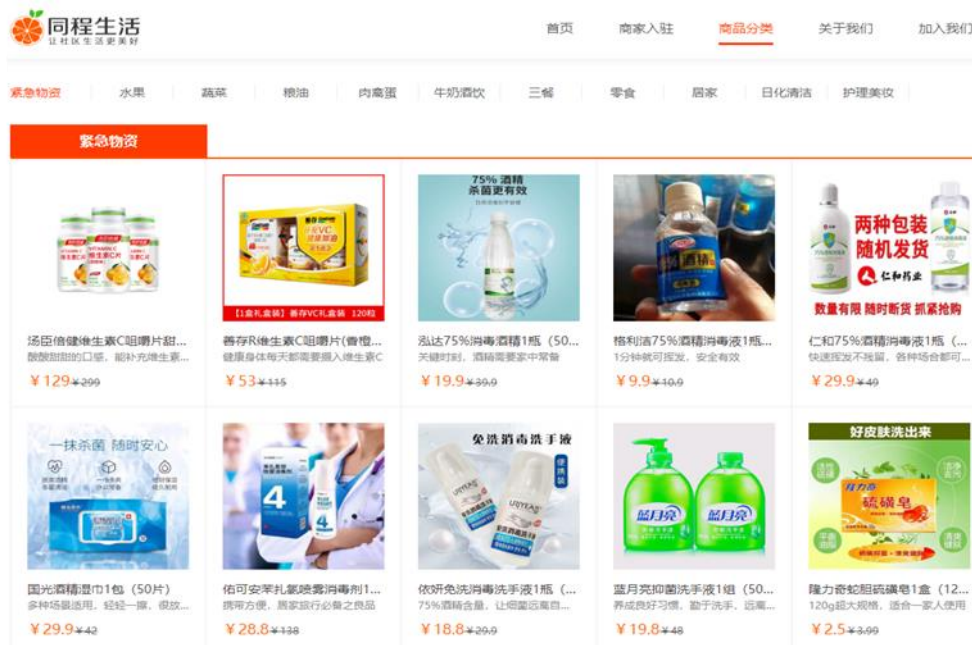 同程生活
让社区生活更美好
首页 商家入驻 商品分类 关于我们 加入我们
紧急物资 水果 蔬菜 粮油 肉禽蛋 牛奶酒饮 三餐 零食 居家 日化清洁 护理美妆
紧急物资
75% 酒精
杀菌更有效
酒精
两种包装
随机发货
仁和药业
数量有限 随时断货 抓紧抢购
【1盒礼盒装】善存VC礼盒装 120粒
汤臣倍健维生素C咀嚼片甜...
酸酸甜甜的口感，能补充维生素...
￥129 ￥299
善存R维生素C咀嚼片(香橙...
健康身体每天都需要摄入维生素C
￥53 ￥115
泓达75%消毒酒精1瓶（50...
关键时刻，酒精需要家中常备
￥19.9 ￥39.9
格利洁75%酒精消毒液1瓶...
1分钟就可挥发，安全有效
￥9.9 ￥10.9
仁和75%酒精消毒液1瓶（...
快速挥发不残留，各种场合都可...
￥29.9 ￥49
一抹杀菌 随时安心
4
4
免洗消毒洗手液
便携装
蓝月亮
蓝月亮
好皮肤洗出来
隆力奇
硫磺皂
国光酒精湿巾1包（50片）
多种场景适用，轻轻一擦，很放...
￥29.9 ￥42
佑可安苯扎氯喷雾消毒剂1...
携带方便，居家旅行必备之良品
￥28.8 ￥138
依妍免洗消毒洗手液1瓶（...
75%酒精含量，让细菌远离自...
￥18.8 ￥29.9
蓝月亮抑菌洗手液1组（50...
养成良好习惯，勤于洗手，远离...
￥19.8 ￥48
隆力奇蛇胆硫磺皂1盒（12...
120g超大规格，适合一家人使用
￥2.5 ￥3.99